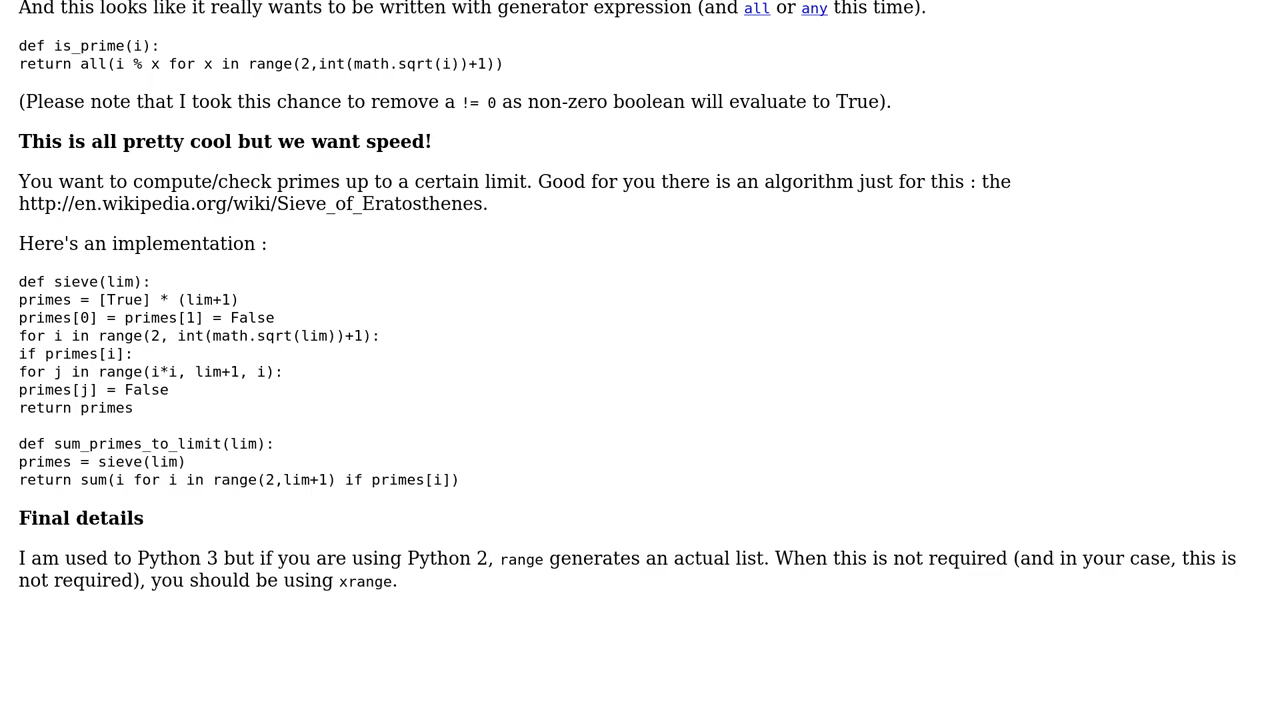 And this looks like it really wants to be written with generator expression (and all or any this time).
def is_prime(i):
return all(i % x for x in range(2,int(math.sqrt(i))+1))
(Please note that I took this chance to remove a != 0 as non-zero boolean will evaluate to True).
This is all pretty cool but we want speed!
You want to compute/check primes up to a certain limit. Good for you there is an algorithm just for this : the
http://en.wikipedia.org/wiki/Sieve_of_Eratosthenes.
Here's an implementation :
def sieve(lim):
primes = [True] * (lim+1)
primes[0] = primes[1] = False
for i in range(2, int(math.sqrt(lim))+1):
if primes[i]:
for j in range(i*i, lim+1, i):
primes[j] = False
return primes
def sum_primes_to_limit(lim):
primes = sieve(lim)
return sum(i for i in range(2,lim+1) if primes[i])
Final details
I am used to Python 3 but if you are using Python 2, range generates an actual list. When this is not required (and in your case, this is
not required), you should be using xrange.